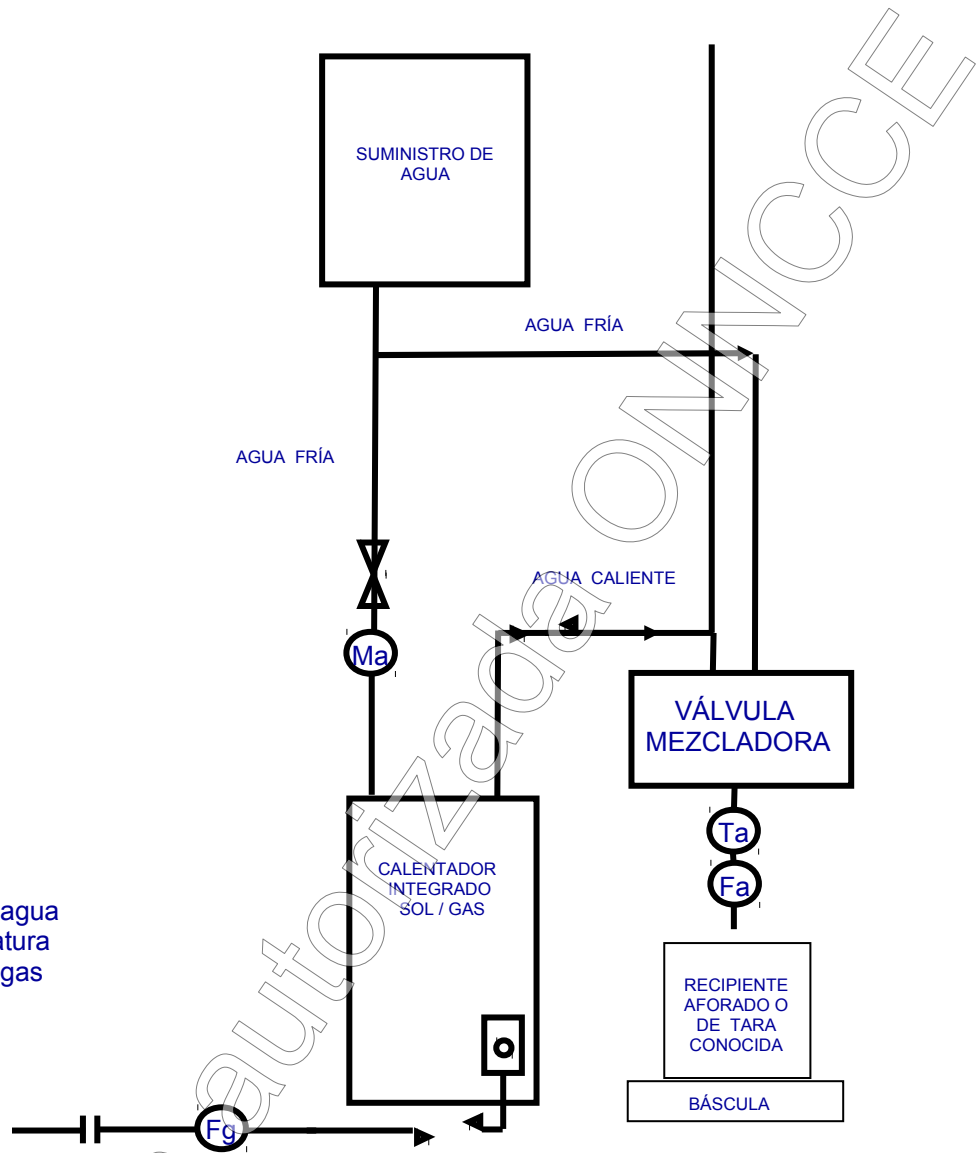 SUMINISTRO DE
AGUA
AGUA FRÍA
AGUA FRÍA
AGUA CALIENTE
Ma
VÁLVULA
MEZCLADORA
Ta
Fa
CALENTADOR
INTEGRADO
SOL / GAS
agua
atura
gas
RECIPIENTE
AFORADO O
DE TARA
CONOCIDA
BÁSCULA
Fg
autorizada ONNCCE